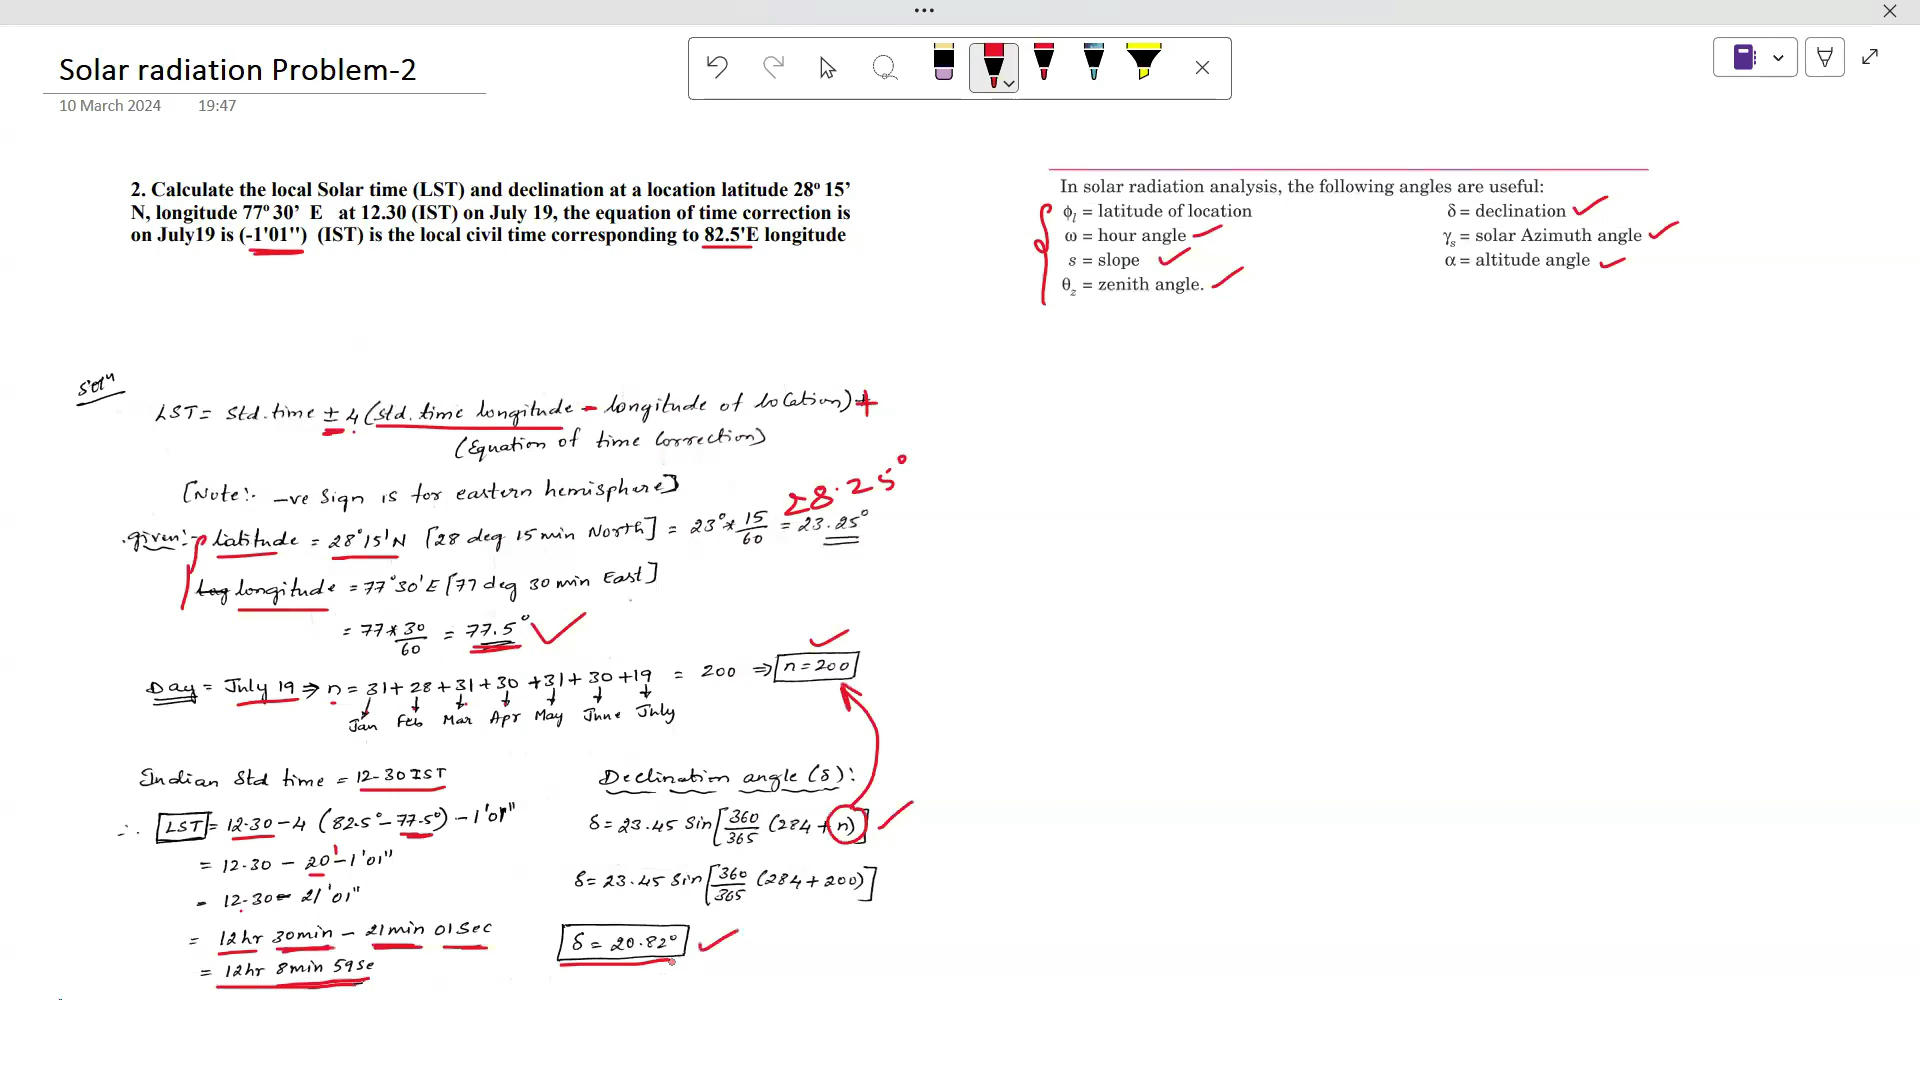 Solar radiation Problem-2
10 March 2024 19:47
2. Calculate the local Solar time (LST) and declination at a location latitude 28º 15’
N, longitude 77º 30’ E at 12.30 (IST) on July 19, the equation of time correction is
on July19 is (-1'01'') (IST) is the local civil time corresponding to 82.5'E longitude
In solar radiation analysis, the following angles are useful:
ϕl = latitude of location δ = declination
ω = hour angle γs = solar Azimuth angle
s = slope α = altitude angle
θz = zenith angle.
Soln
LST = Std. time ± 4 (std. time longitude - longitude of location) +
(Equation of time correction)
[Note:- -ve sign is for eastern hemisphere]
28.25°
given:- latitude = 28°15'N [28 deg 15 min North] = 23° * 15/60 = 23.25°
longitude = 77°30'E [77 deg 30 min East]
= 77 * 30/60 = 77.5°
Day = July 19 ⇒ n = 31 + 28 + 31 + 30 + 31 + 30 + 19 = 200 ⇒ n = 200
Jan Feb Mar Apr May June July
Indian Std time = 12-30 IST
∴ LST = 12.30 - 4 (82.5° - 77.5°) - 1'01"
= 12.30 - 20' - 1'01"
= 12.30 - 21'01"
= 12hr 30min - 21min 01Sec
= 12hr 8min 59Se
Declination angle (δ):
δ = 23.45 Sin [360/365 (284 + n)]
δ = 23.45 Sin [360/365 (284 + 200)]
δ = 20.82°